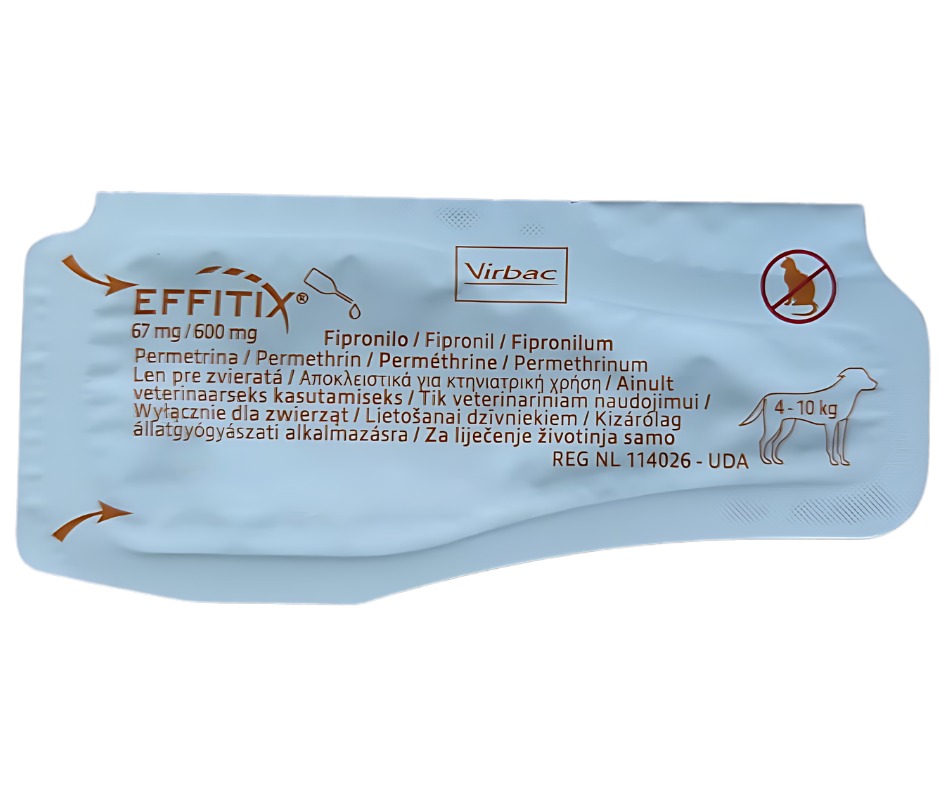 Virbac
EFFITIX®
67 mg / 600 mg
Fipronilo / Fipronil / Fipronilum
Permetrina / Permethrin / Perméthrine / Permethrinum
Len pre zvieratá / Αποκλειστικά για κτηνιατρική χρήση / Ainult
veterinaarseks kasutamiseks / Tik veterinariniam naudojimui /
Wyłącznie dla zwierząt / Lietošanai dzīvniekiem / Kizárólag
állatgyógyászati alkalmazásra / Za liječenje životinja samo
REG NL 114026 - UDA
4 - 10 kg